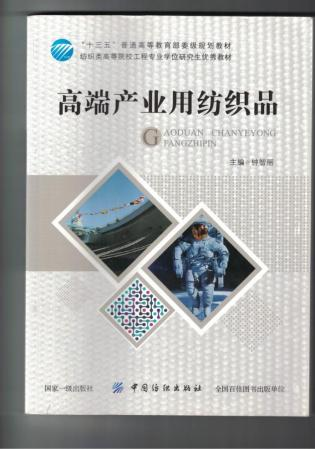 “十三五”普通高等教育部委级规划教材
纺织类高等院校工程专业学位研究生优秀教材
高端产业用纺织品
GAODUAN CHANYEYONG
FANGZHIPIN
主编 钟智丽
国家一级出版社
中国纺织出版社
全国百佳图书出版单位